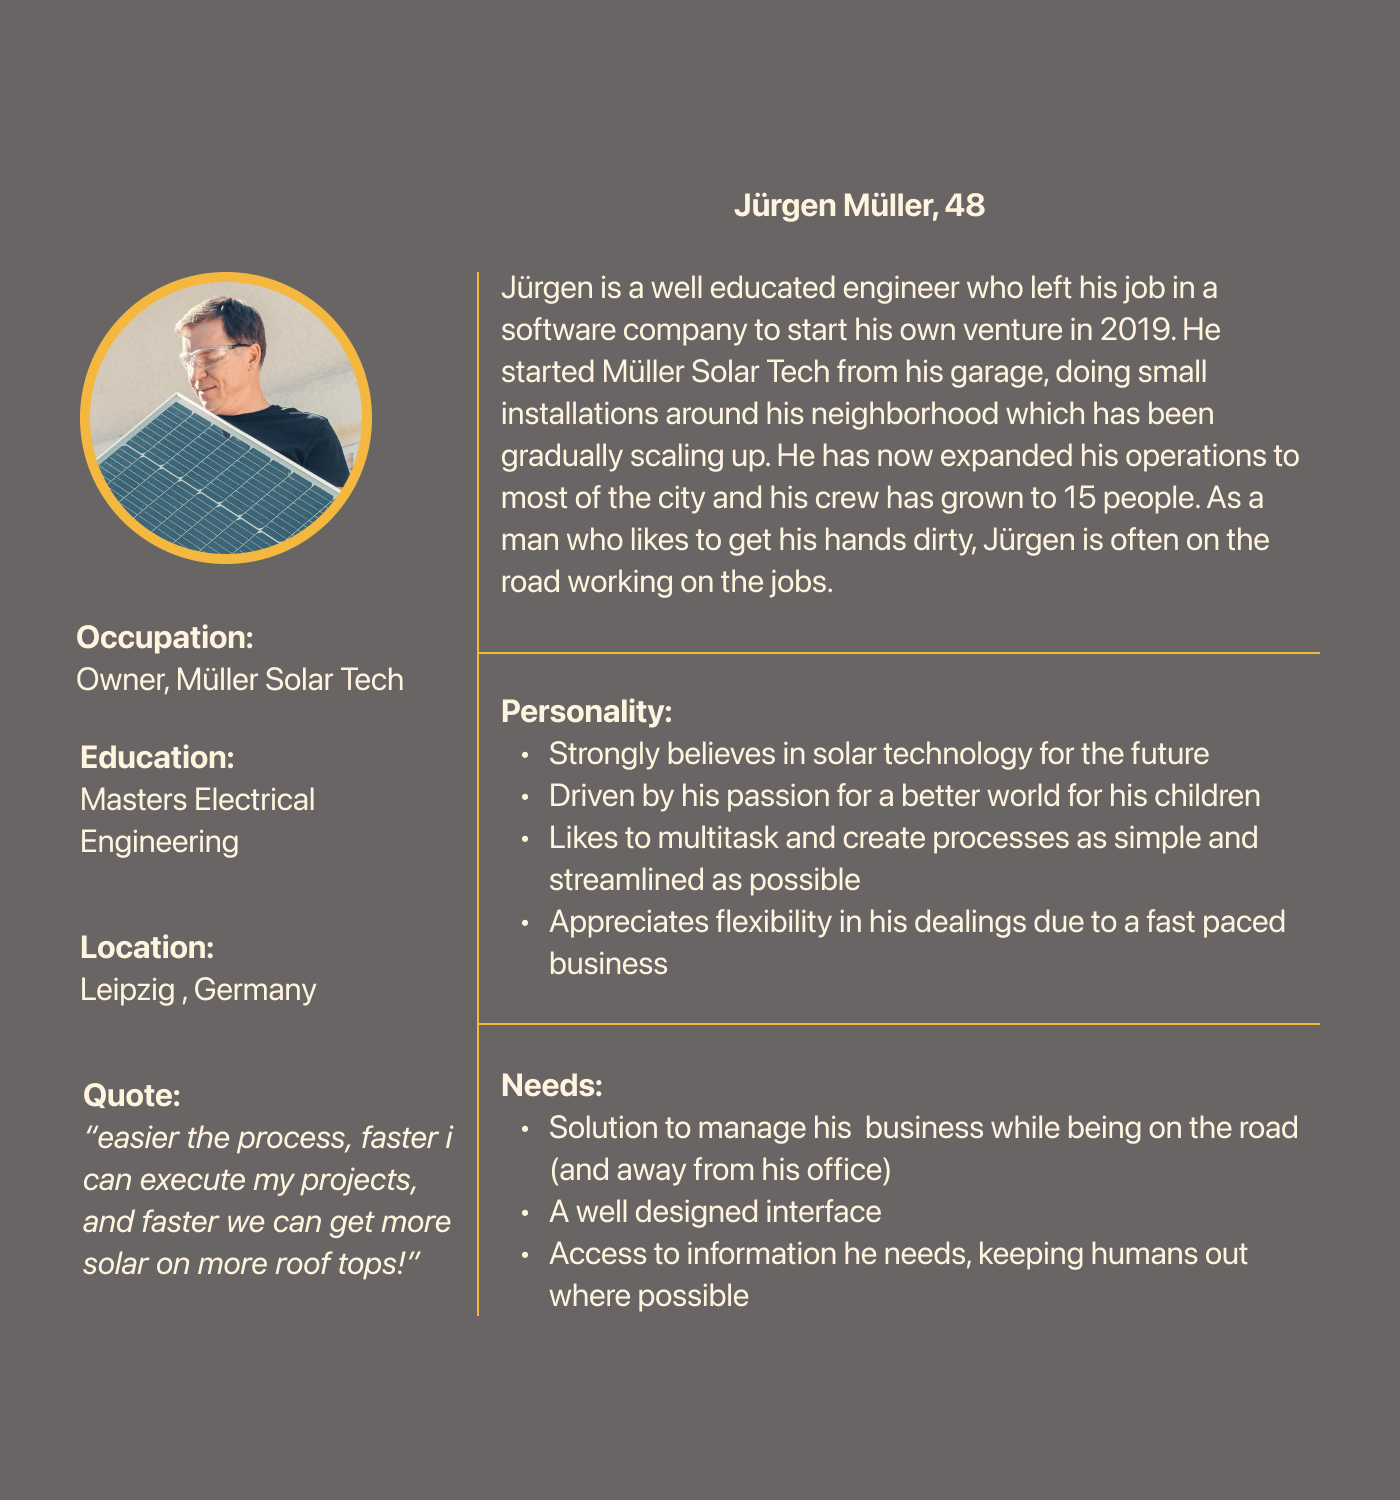 Jürgen Müller, 48
Jürgen is a well educated engineer who left his job in a
software company to start his own venture in 2019. He
started Müller Solar Tech from his garage, doing small
installations around his neighborhood which has been
gradually scaling up. He has now expanded his operations to
most of the city and his crew has grown to 15 people. As a
man who likes to get his hands dirty, Jürgen is often on the
road working on the jobs.
Occupation:
Owner, Müller Solar Tech
Education:
Masters Electrical
Engineering
Location:
Leipzig , Germany
Quote:
“easier the process, faster i
can execute my projects,
and faster we can get more
solar on more roof tops!”
Personality:
• Strongly believes in solar technology for the future
• Driven by his passion for a better world for his children
• Likes to multitask and create processes as simple and
streamlined as possible
• Appreciates flexibility in his dealings due to a fast paced
business
Needs:
• Solution to manage his  business while being on the road
(and away from his office)
• A well designed interface
• Access to information he needs, keeping humans out
where possible